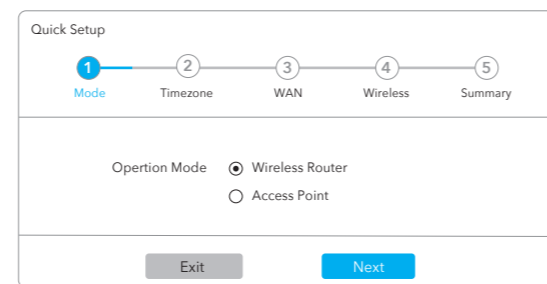 Quick Setup
1 2 3 4 5
Mode Timezone WAN Wireless Summary
Opertion Mode Wireless Router
Access Point
Exit Next